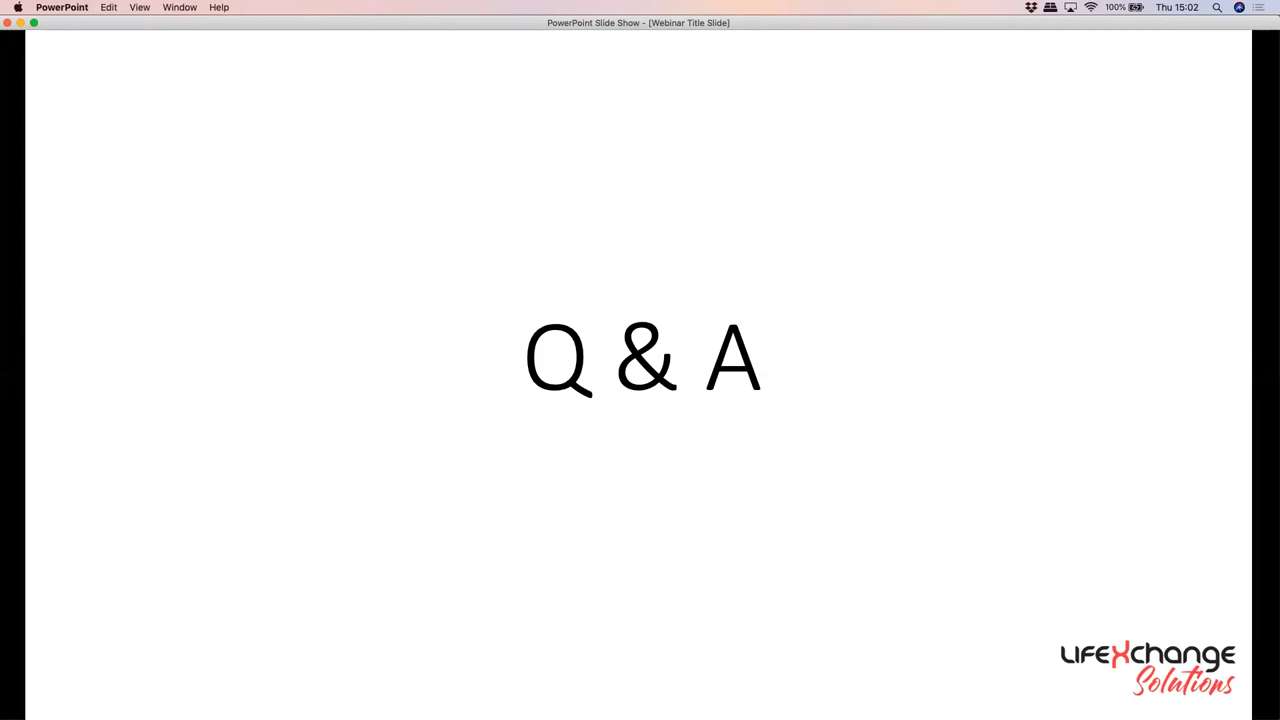 PowerPoint Edit View Window Help 100% Thu 15:02
PowerPoint Slide Show - [Webinar Title Slide]
Q & A
LIFEXchange
Solutions